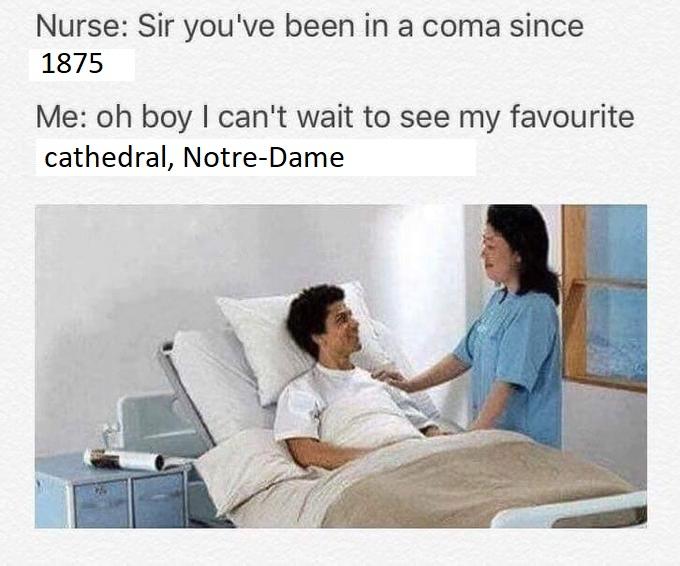 Nurse: Sir you've been in a coma since
1875
Me: oh boy I can't wait to see my favourite
cathedral, Notre-Dame